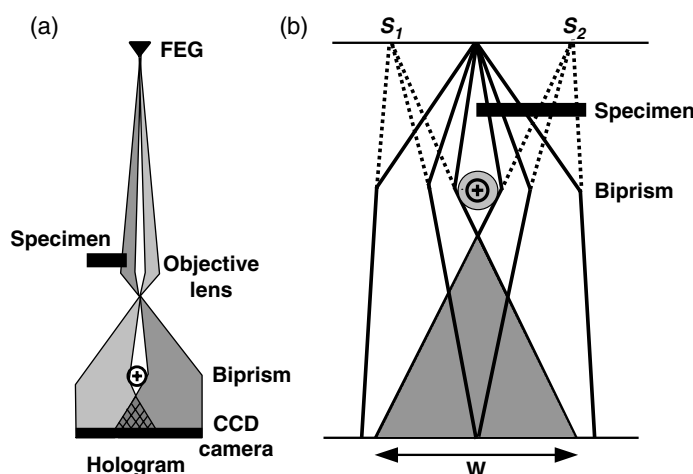 (a)
FEG
Specimen
Objective
lens
Biprism
CCD
camera
Hologram
(b)
S1
S2
Specimen
Biprism
W